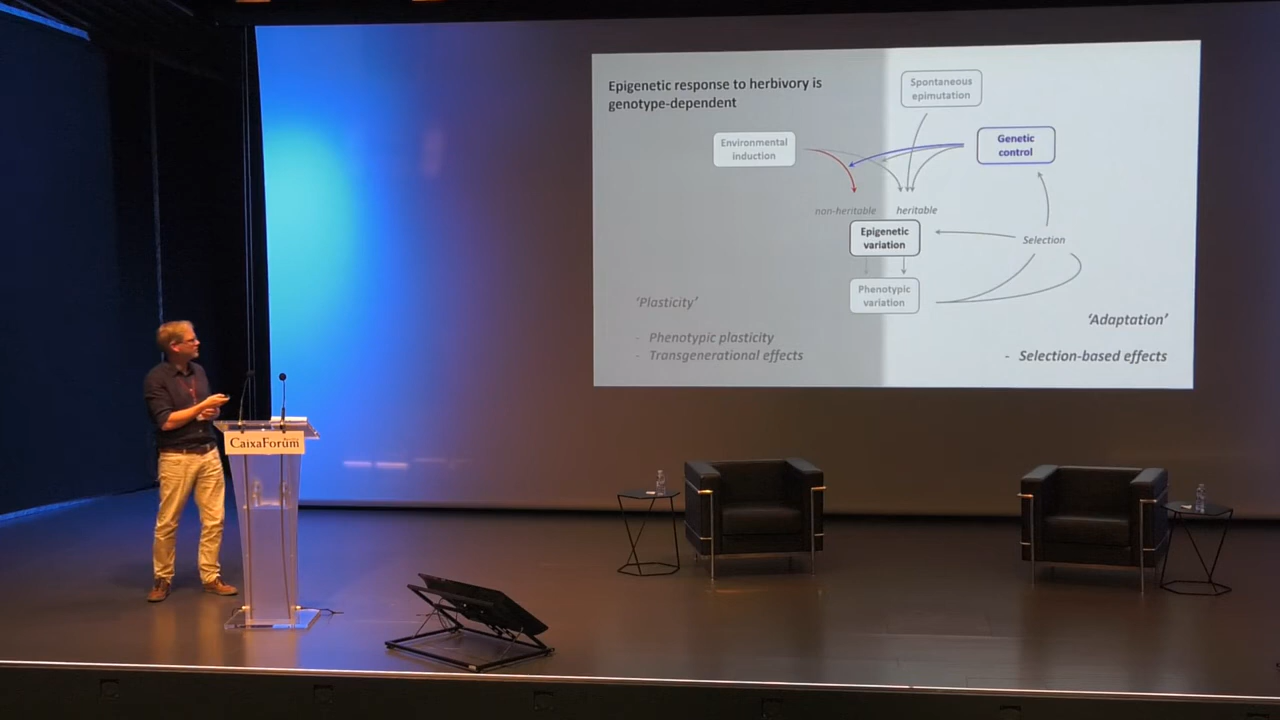 Epigenetic response to herbivory is
genotype-dependent
Spontaneous
epimutation
Environmental
induction
Genetic
control
non-heritable
heritable
Epigenetic
variation
Selection
Phenotypic
variation
'Plasticity'
- Phenotypic plasticity
- Transgenerational effects
'Adaptation'
- Selection-based effects
CaixaForum